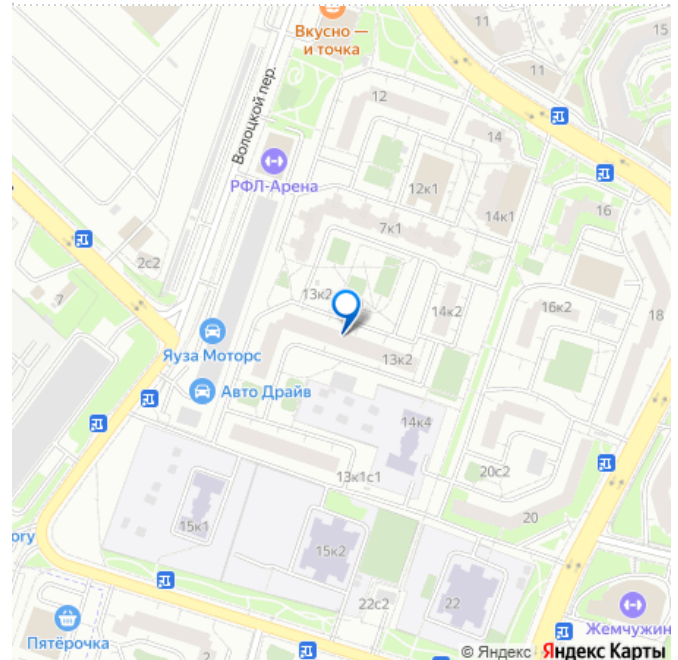 11
15
Вкусно —
и точка
11
12
14
Волоцкой пер.
РФЛ-Арена
12к1
14к1
16
7к1
2с2
7
13к2
14к2
16к2
18
Яуза Моторс
13к2
Авто Драйв
14к4
13к1с1
20с2
15к1
20
ory
15к2
22с2
22
Пятёрочка
Жемчужин
© Яндекс Яндекс Карты